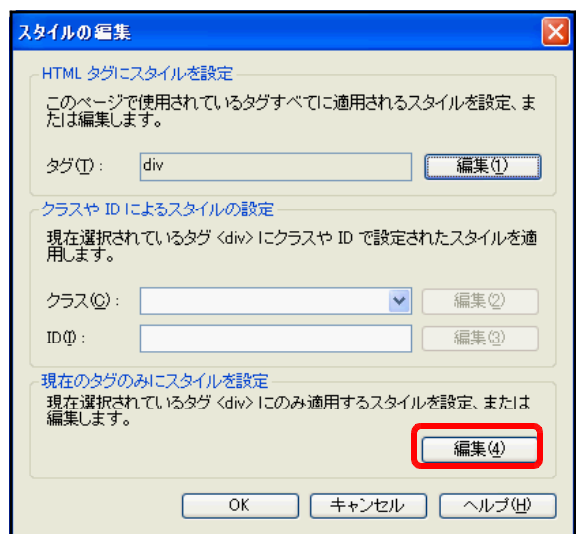 スタイルの編集
HTML タグにスタイルを設定
このページで使用されているタグすべてに適用されるスタイルを設定、ま
たは編集します。
タグ(T)： div 編集(1)
クラスや ID によるスタイルの設定
現在選択されているタグ <div> にクラスや ID で設定されたスタイルを適
用します。
クラス(C)： 編集(2)
ID(I)： 編集(3)
現在のタグのみにスタイルを設定
現在選択されているタグ <div> にのみ適用するスタイルを設定、または
編集します。
編集(4)
OK キャンセル ヘルプ(H)